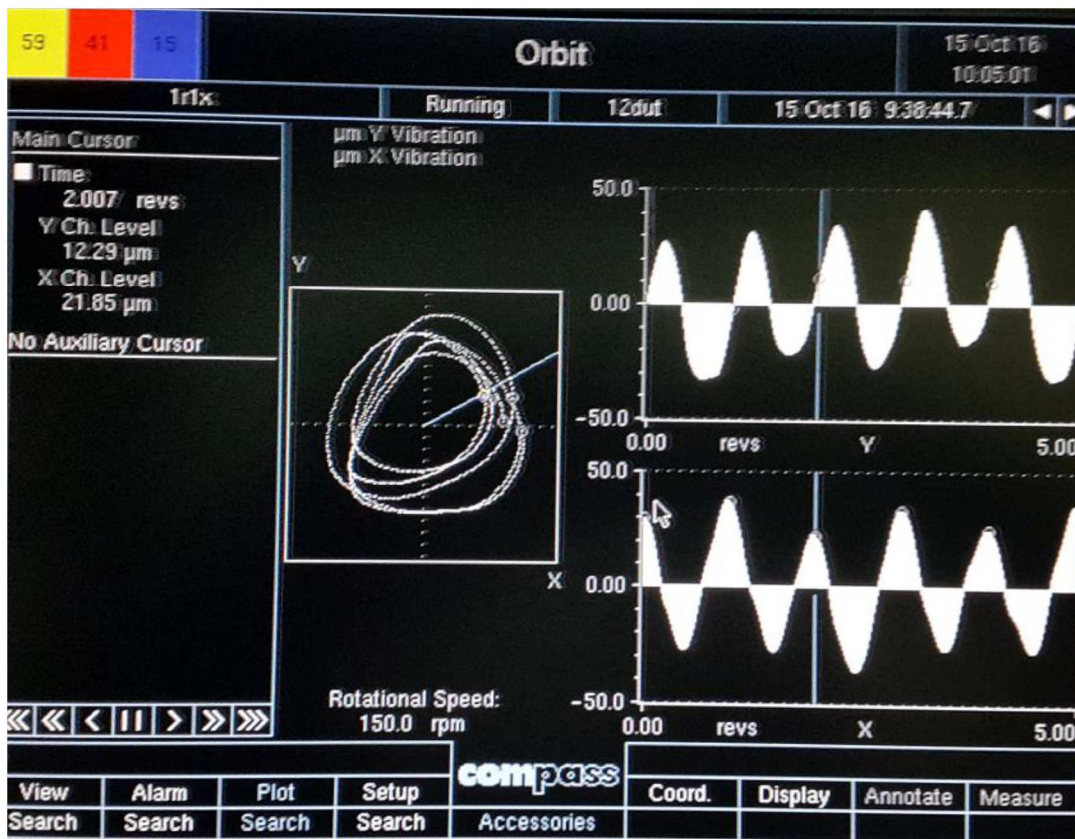 59 41 15
Orbit
15 Oct 16
10:05:01
1r1x
Running
12dut
15 Oct 16 9:38:44.7
Main Cursor
Time:
2.007 revs
Y Ch. Level
12.29 µm
X Ch. Level
21.85 µm
No Auxiliary Cursor
µm Y Vibration
µm X Vibration
Y
X
Rotational Speed:
150.0 rpm
50.0
0.00
-50.0
0.00 revs Y 5.00
50.0
0.00
-50.0
0.00 revs X 5.00
compass
View Alarm Plot Setup Coord. Display Annotate Measure
Search Search Search Search Accessories